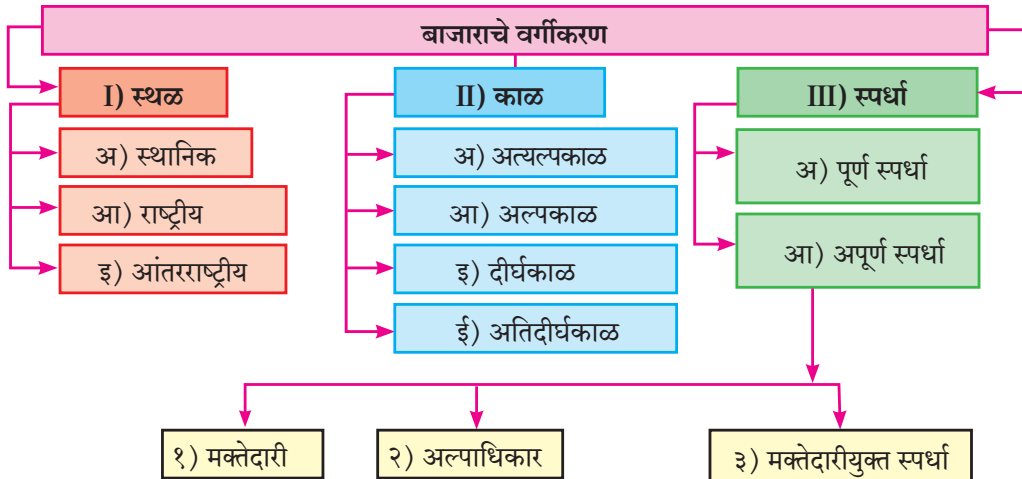 बाजाराचे वर्गीकरण
I) स्थळ
अ) स्थानिक
आ) राष्ट्रीय
इ) आंतरराष्ट्रीय
II) काळ
अ) अत्यल्पकाळ
आ) अल्पकाळ
इ) दीर्घकाळ
ई) अतिदीर्घकाळ
III) स्पर्धा
अ) पूर्ण स्पर्धा
आ) अपूर्ण स्पर्धा
१) मक्तेदारी
२) अल्पाधिकार
३) मक्तेदारीयुक्त स्पर्धा